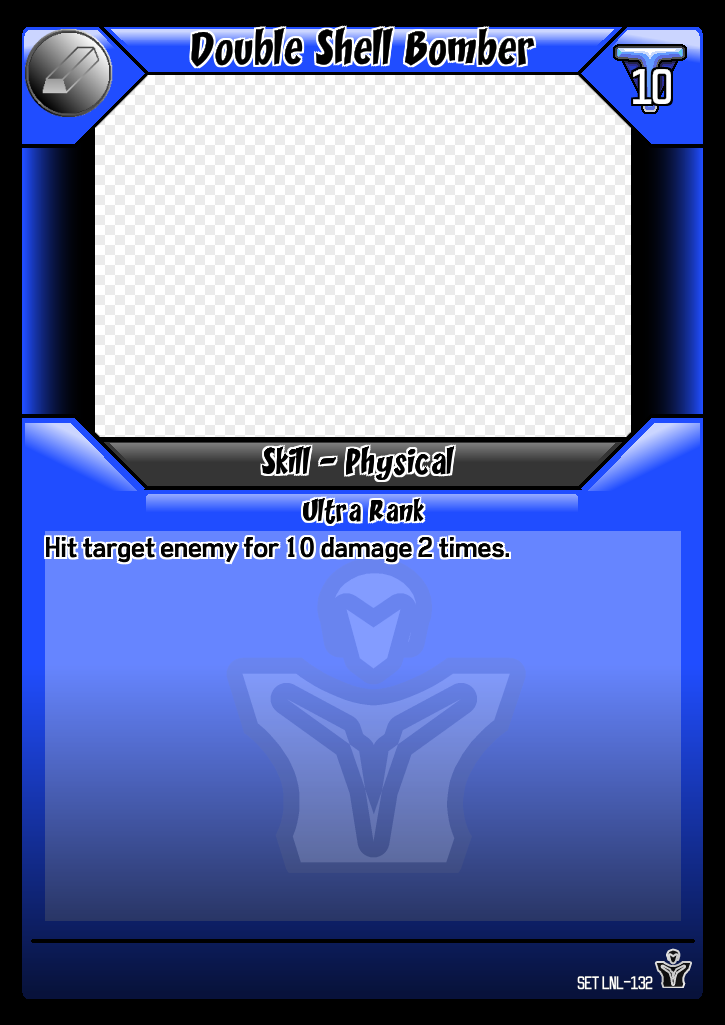 Double Shell Bomber
10
Skill - Physical
Ultra Rank
Hit target enemy for 10 damage 2 times.
SET LNL-132